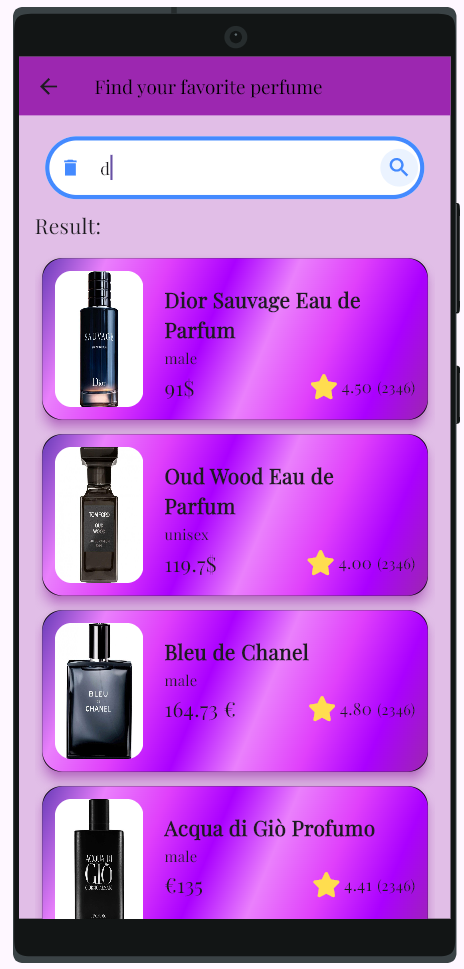 Find your favorite perfume
d
Result:
SAUVAGE
Dior
Dior Sauvage Eau de
Parfum
male
91$
4.50 (2346)
TOM FORD
OUD
WOOD
Oud Wood Eau de
Parfum
unisex
119.7$
4.00 (2346)
BLEU
DE
CHANEL
Bleu de Chanel
male
164.73 €
4.80 (2346)
ACQUA DI
GIÒ
Acqua di Giò Profumo
male
€135
4.41 (2346)